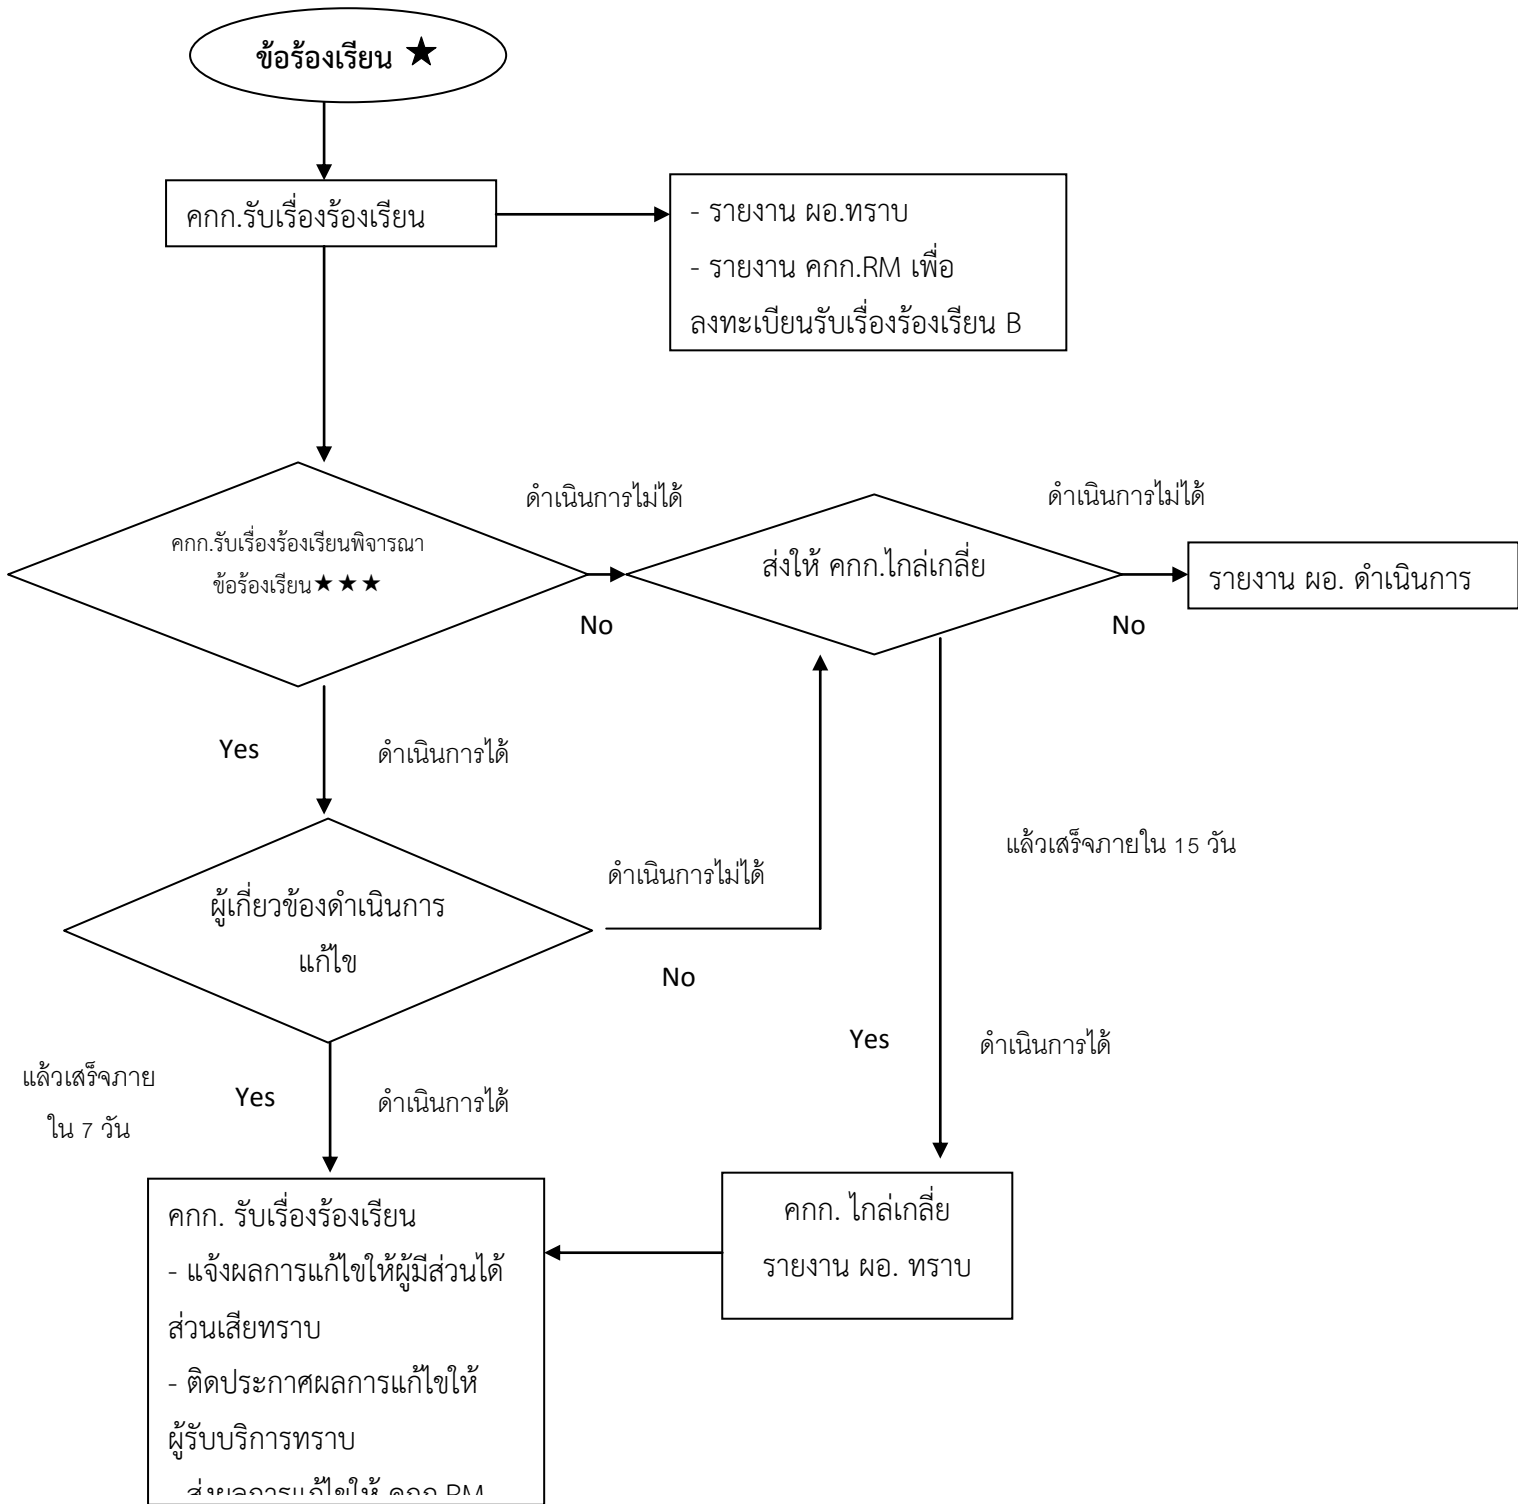 ข้อร้องเรียน ★
คกก.รับเรื่องร้องเรียน
- รายงาน ผอ.ทราบ
- รายงาน คกก.RM เพื่อ
ลงทะเบียนรับเรื่องร้องเรียน B
คกก.รับเรื่องร้องเรียนพิจารณา
ข้อร้องเรียน★★★
ดำเนินการไม่ได้
No
ส่งให้ คกก.ไกล่เกลี่ย
ดำเนินการไม่ได้
No
รายงาน ผอ. ดำเนินการ
Yes
ดำเนินการได้
ผู้เกี่ยวข้องดำเนินการ
แก้ไข
ดำเนินการไม่ได้
No
แล้วเสร็จภายใน 15 วัน
Yes
ดำเนินการได้
แล้วเสร็จภาย
ใน 7 วัน
Yes
ดำเนินการได้
คกก. ไกล่เกลี่ย
รายงาน ผอ. ทราบ
คกก. รับเรื่องร้องเรียน
- แจ้งผลการแก้ไขให้ผู้มีส่วนได้
ส่วนเสียทราบ
- ติดประกาศผลการแก้ไขให้
ผู้รับบริการทราบ
- ส่งผลการแก้ไขให้ คกก.RM